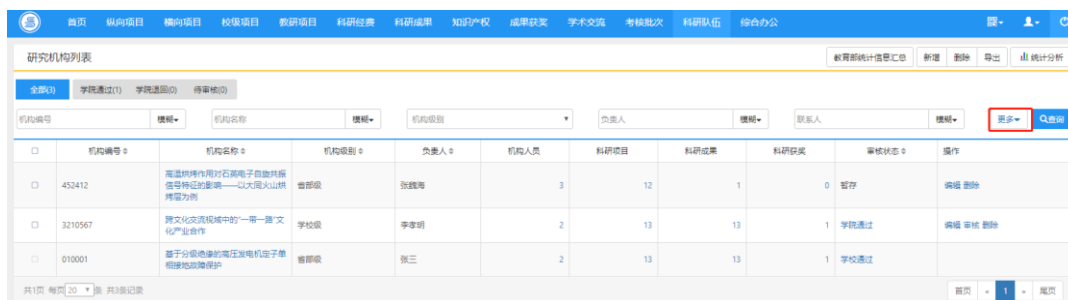 首页 纵向项目 横向项目 校级项目 教研项目 科研经费 科研成果 知识产权 成果获奖 学术交流 考核批次 科研队伍 综合办公
研究机构列表 教育部统计信息汇总 新增 删除 导出 统计分析
全部(3) 学院通过(1) 学院退回(0) 待审核(0)
机构编号 模糊 机构名称 模糊 机构级别 负责人 模糊 联系人 模糊 更多 查询
机构编号 机构名称 机构级别 负责人 机构人员 科研项目 科研成果 科研获奖 审核状态 操作
高温烘烤作用对石英电子自旋共振
452412 信号特征的影响——以大同火山烘 省部级 张魏海 3 12 1 0 暂存 编辑 删除
烤层为例
3210567 跨文化交流视域中的“一带一路”文 学校级 李孝明 2 13 13 1 学院通过 编辑 审核 删除
化产业合作
010001 基于分级绝缘的高压发电机定子单 省部级 张三 2 13 13 1 学校通过
相接地故障保护
共1页 每页 20 条 共3条记录 首页 « 1 » 尾页